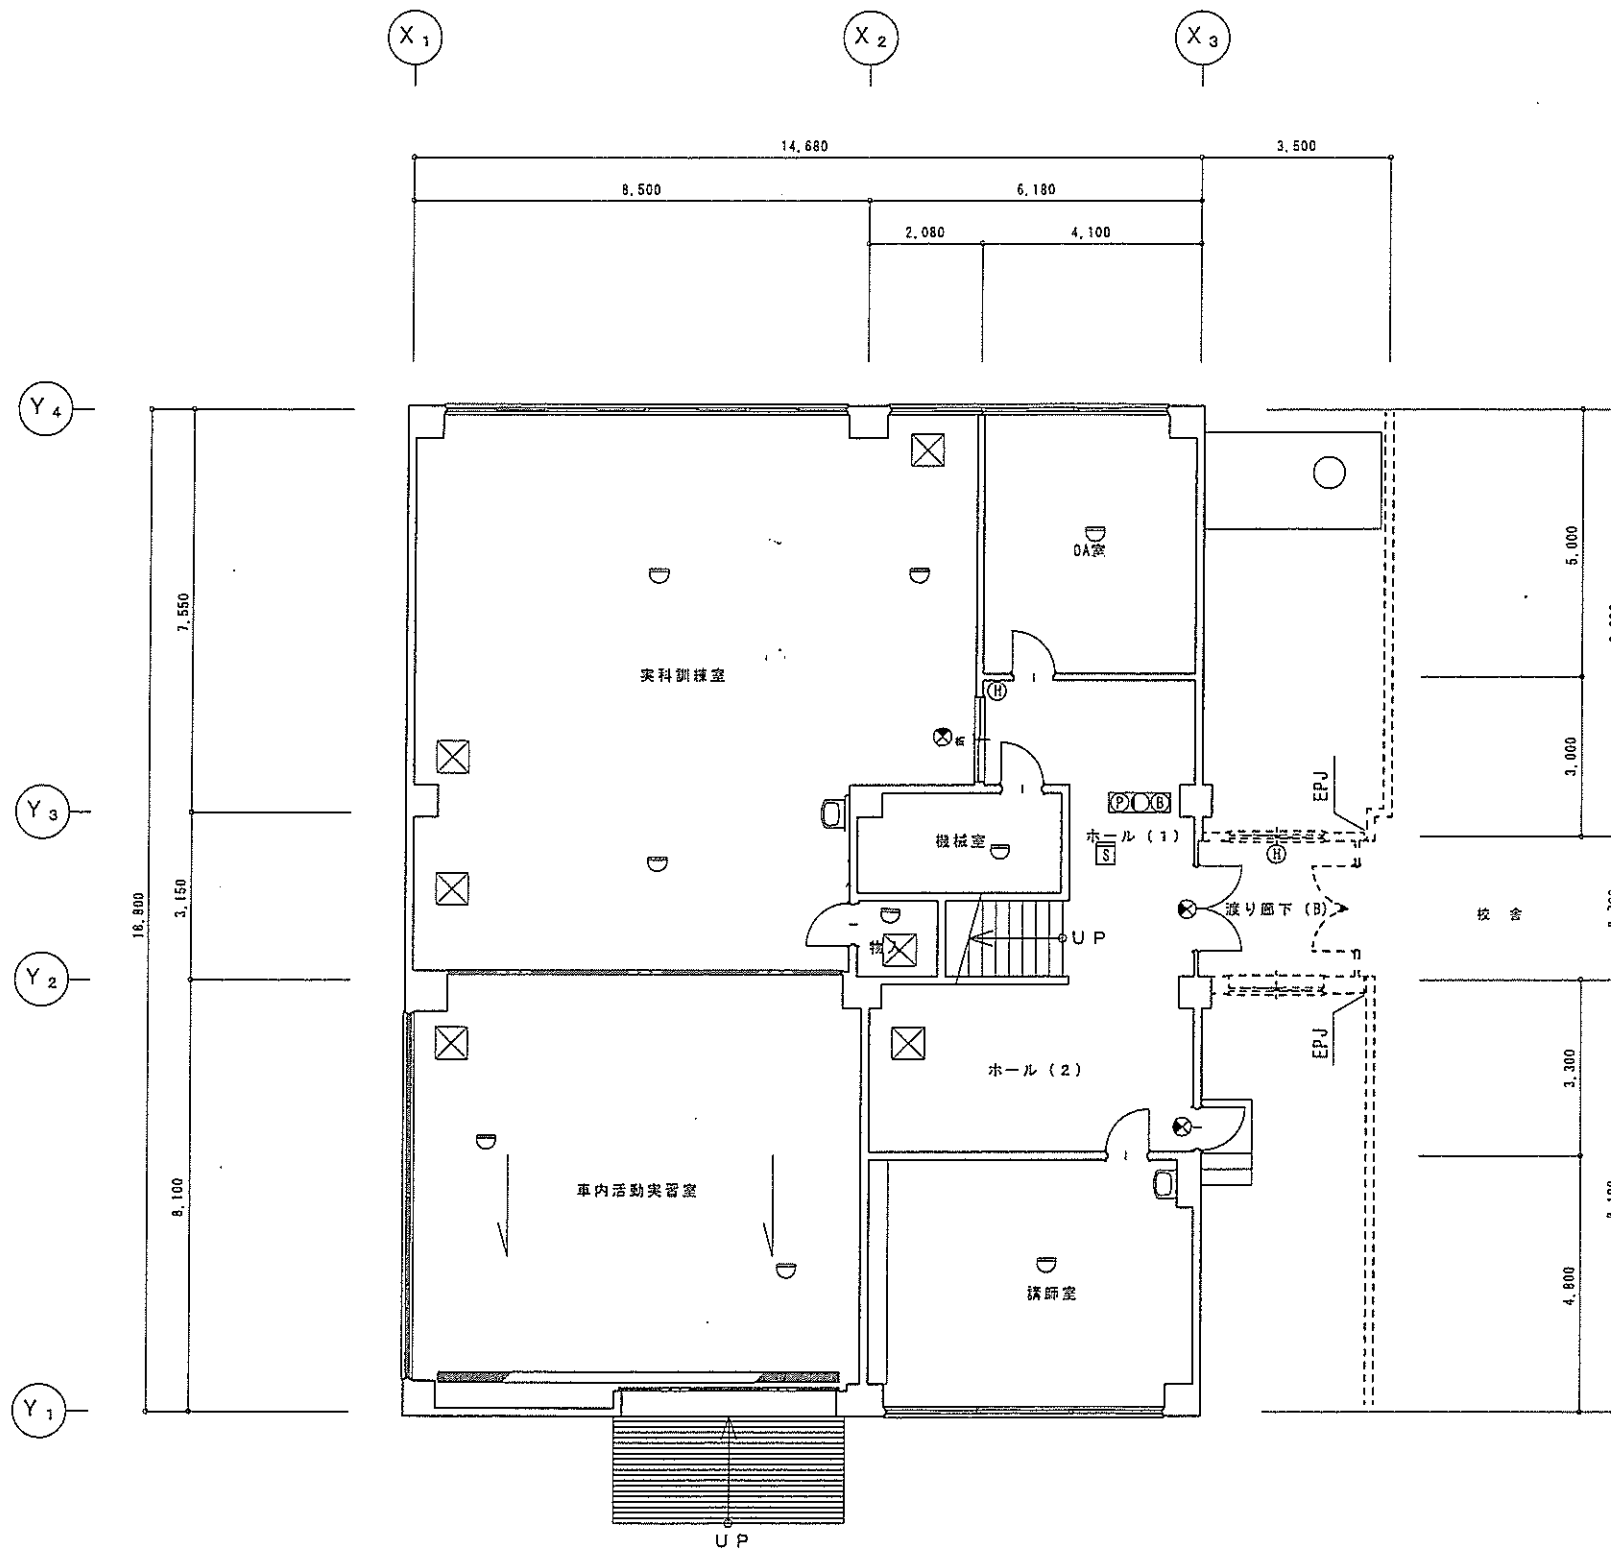 X1
X2
X3
14,680
3,500
8,500
6,180
2,080
4,100
Y4
Y3
Y2
Y1
18,800
7,550
3,150
8,100
5,000
3,000
3,300
4,800
OA室
実科訓練室
H
板
P
B
EPJ
ホール(1)
S
機械室
H
渡り廊下(B)
校舎
UP
EPJ
ホール(2)
車内活動実習室
講師室
UP